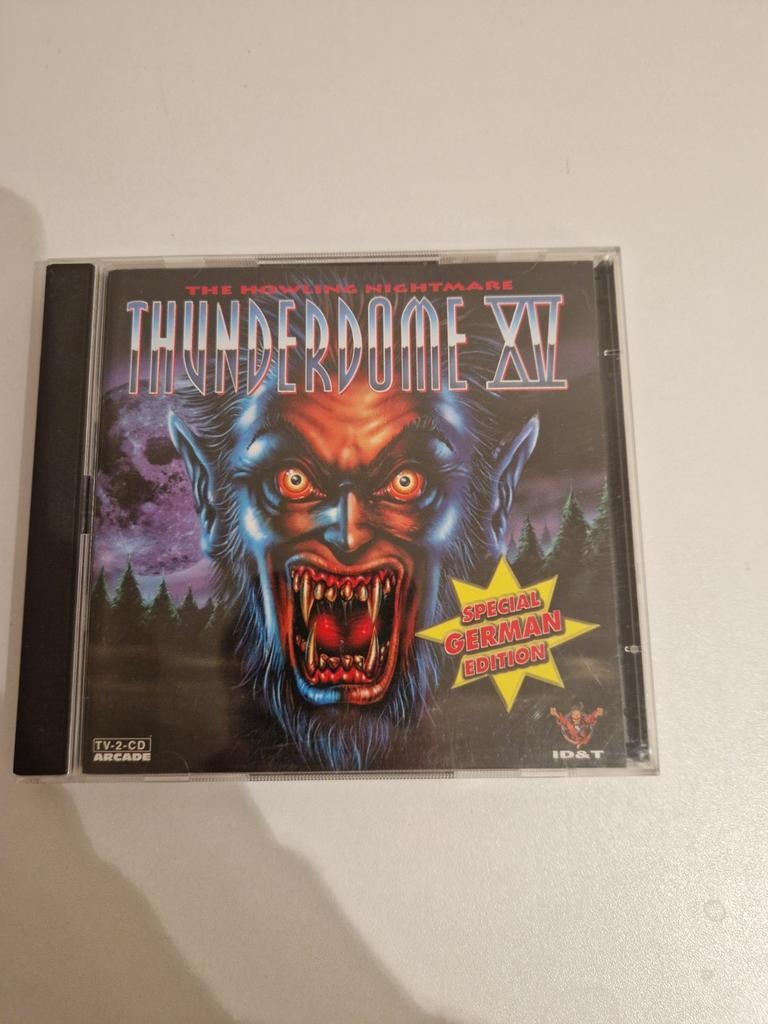 THE HOWLING NIGHTMARE
THUNDERDOME XV
SPECIAL
GERMAN
EDITION
TV-2-CD
ARCADE
ID&T